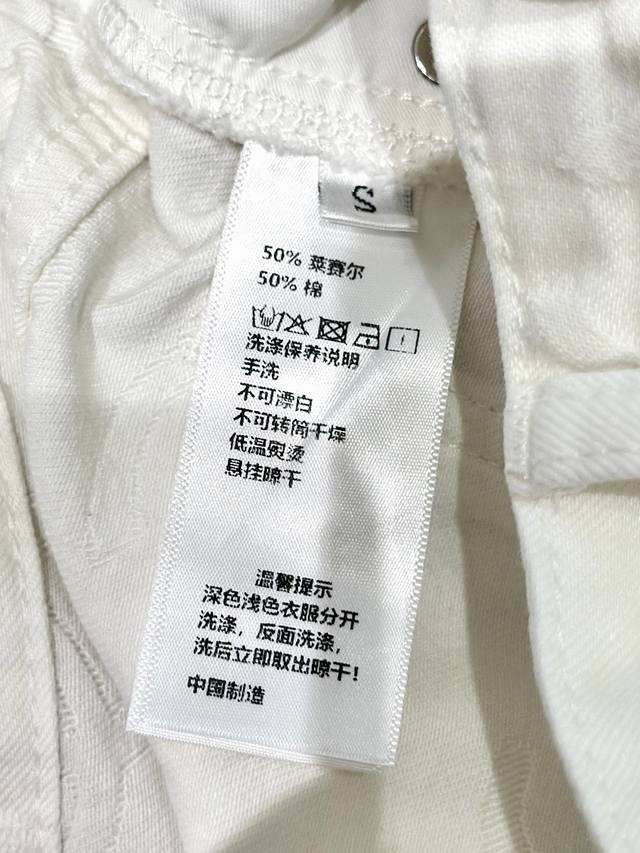 S
50% 莱赛尔
50% 棉
洗涤保养说明
手洗
不可漂白
不可转筒干燥
低温熨烫
悬挂晾干
温馨提示
深色浅色衣服分开
洗涤，反面洗涤，
洗后立即取出晾干！
中國制造